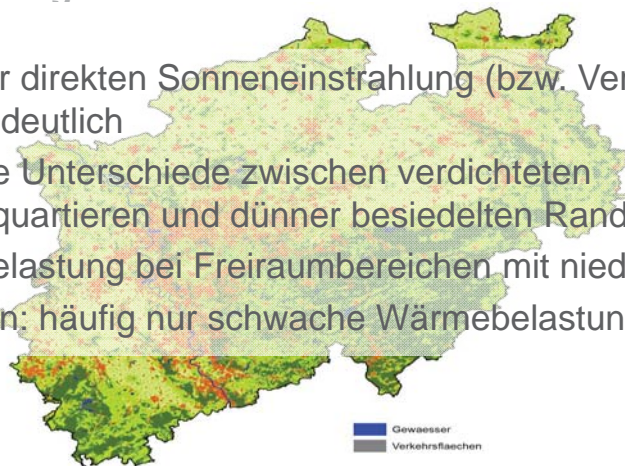 r direkten Sonneneinstrahlung (bzw. Ver
deutlich
e Unterschiede zwischen verdichteten
quartieren und dünner besiedelten Rand
elastung bei Freiraumbereichen mit nied
n: häufig nur schwache Wärmebelastun
Gewaesser
Verkehrsflaechen